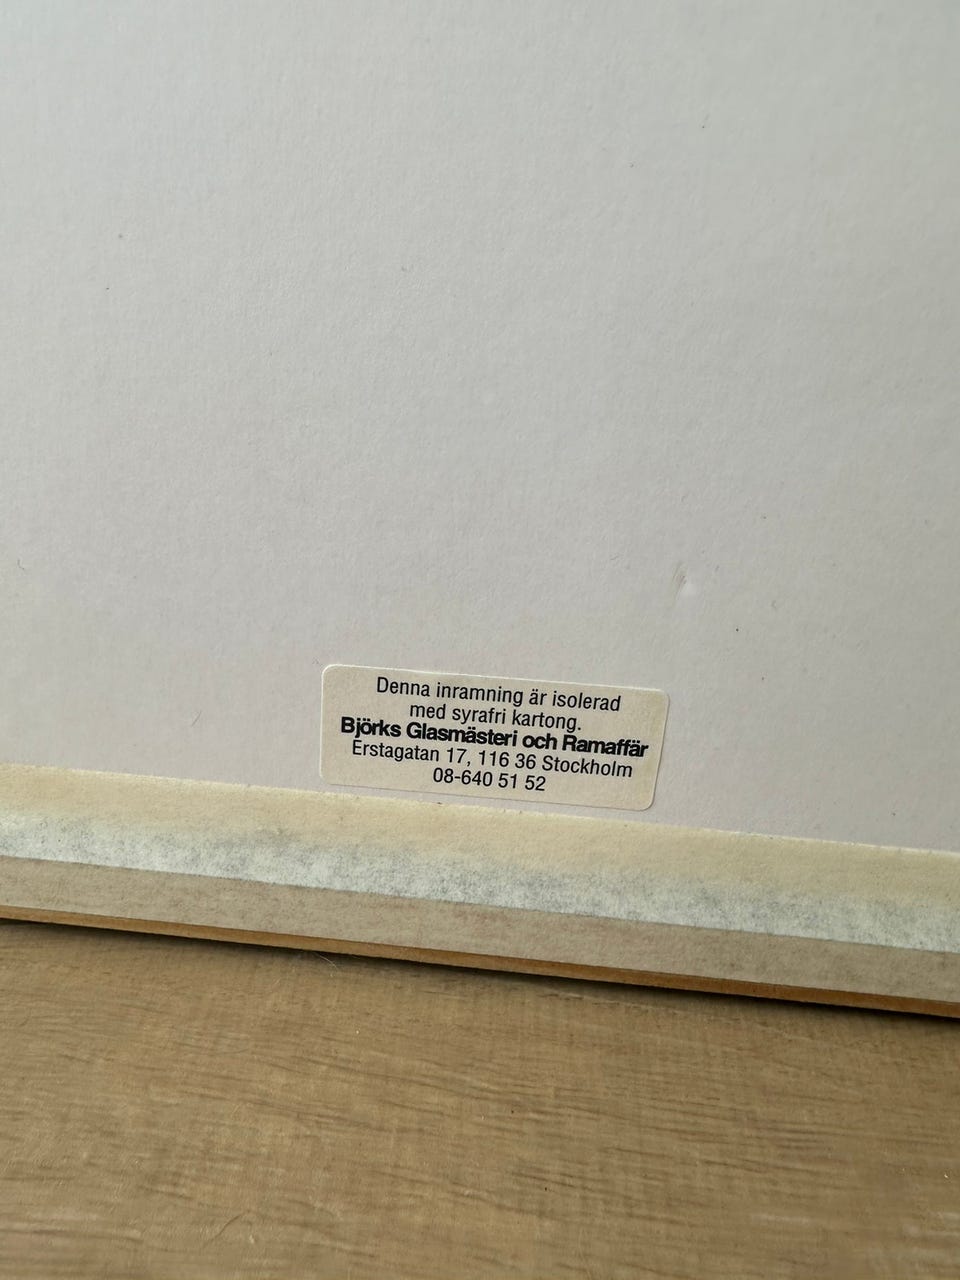 Denna inramning är isolerad
med syrafri kartong.
Björks Glasmästeri och Ramaffär
Erstagatan 17, 116 36 Stockholm
08-640 51 52